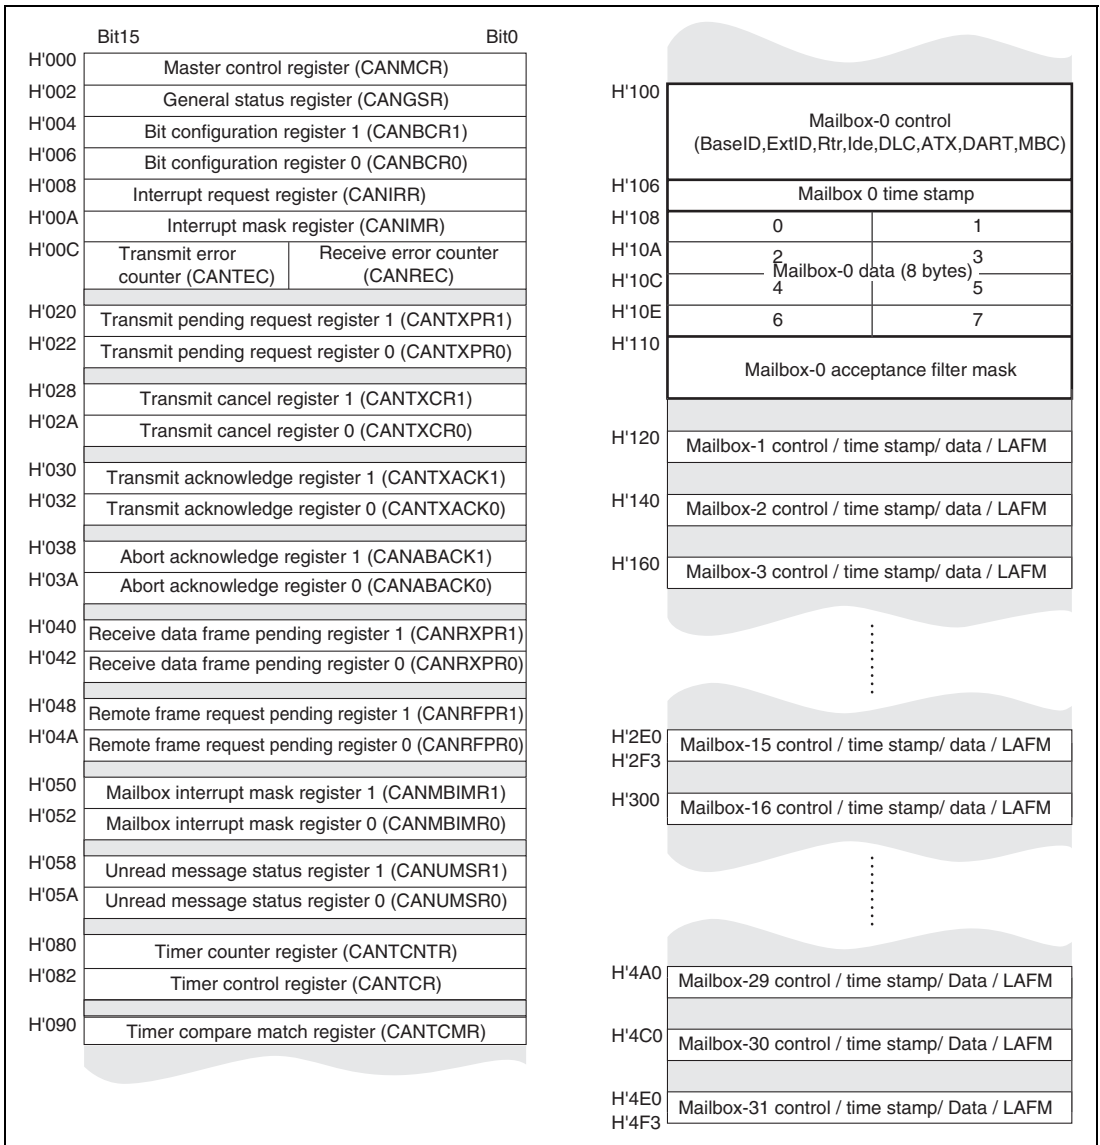 Bit15 Bit0
H'000 Master control register (CANMCR)
H'002 General status register (CANGSR)
H'004 Bit configuration register 1 (CANBCR1)
H'006 Bit configuration register 0 (CANBCR0)
H'008 Interrupt request register (CANIRR)
H'00A Interrupt mask register (CANIMR)
H'00C Transmit error counter (CANTEC) Receive error counter (CANREC)
H'020 Transmit pending request register 1 (CANTXPR1)
H'022 Transmit pending request register 0 (CANTXPR0)
H'028 Transmit cancel register 1 (CANTXCR1)
H'02A Transmit cancel register 0 (CANTXCR0)
H'030 Transmit acknowledge register 1 (CANTXACK1)
H'032 Transmit acknowledge register 0 (CANTXACK0)
H'038 Abort acknowledge register 1 (CANABACK1)
H'03A Abort acknowledge register 0 (CANABACK0)
H'040 Receive data frame pending register 1 (CANRXPR1)
H'042 Receive data frame pending register 0 (CANRXPR0)
H'048 Remote frame request pending register 1 (CANRFPR1)
H'04A Remote frame request pending register 0 (CANRFPR0)
H'050 Mailbox interrupt mask register 1 (CANMBIMR1)
H'052 Mailbox interrupt mask register 0 (CANMBIMR0)
H'058 Unread message status register 1 (CANUMSR1)
H'05A Unread message status register 0 (CANUMSR0)
H'080 Timer counter register (CANTCNTR)
H'082 Timer control register (CANTCR)
H'090 Timer compare match register (CANTCMR)
H'100 Mailbox-0 control
(BaseID,ExtID,Rtr,Ide,DLC,ATX,DART,MBC)
H'106 Mailbox 0 time stamp
H'108 0 1
H'10A 2 3
Mailbox-0 data (8 bytes)
H'10C 4 5
H'10E 6 7
H'110 Mailbox-0 acceptance filter mask
H'120 Mailbox-1 control / time stamp/ data / LAFM
H'140 Mailbox-2 control / time stamp/ data / LAFM
H'160 Mailbox-3 control / time stamp/ data / LAFM
H'2E0 Mailbox-15 control / time stamp/ data / LAFM
H'2F3
H'300 Mailbox-16 control / time stamp/ data / LAFM
H'4A0 Mailbox-29 control / time stamp/ Data / LAFM
H'4C0 Mailbox-30 control / time stamp/ Data / LAFM
H'4E0 Mailbox-31 control / time stamp/ Data / LAFM
H'4F3